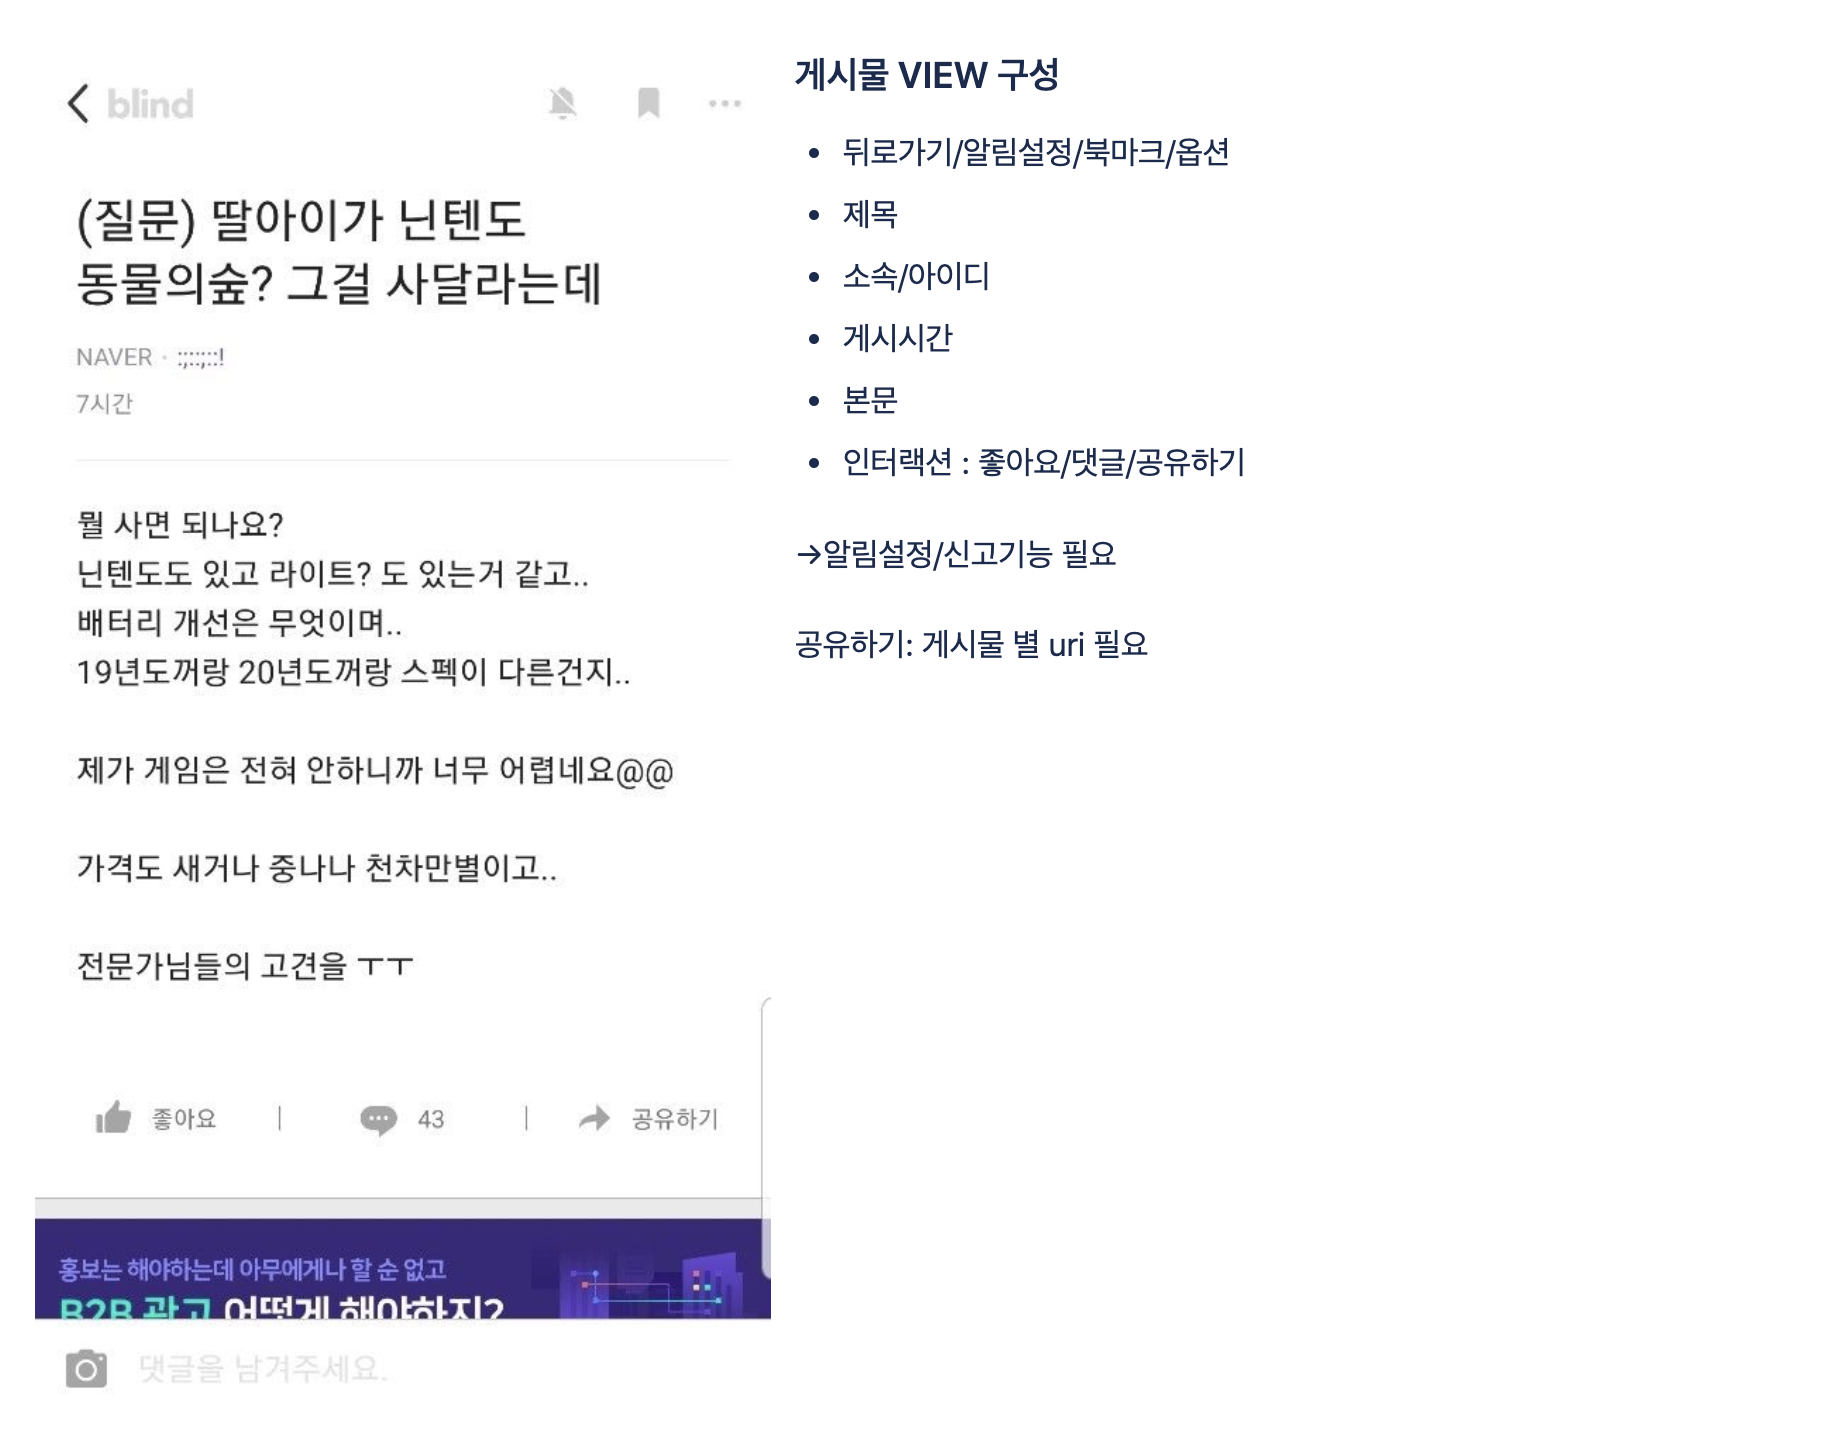 blind
(질문) 딸아이가 닌텐도
동물의숲? 그걸 사달라는데
NAVER · :;:;;::!
7시간
뭘 사면 되나요?
닌텐도도 있고 라이트? 도 있는거 같고..
배터리 개선은 무엇이며..
19년도꺼랑 20년도꺼랑 스펙이 다른건지..
제가 게임은 전혀 안하니까 너무 어렵네요@@
가격도 새거나 중나나 천차만별이고..
전문가님들의 고견을 ㅜㅜ
좋아요 | 43 | 공유하기
홍보는 해야하는데 아무에게나 할 순 없고
B2B 광고 어떻게 해야하지?
댓글을 남겨주세요.
게시물 VIEW 구성
• 뒤로가기/알림설정/북마크/옵션
• 제목
• 소속/아이디
• 게시시간
• 본문
• 인터랙션 : 좋아요/댓글/공유하기
→알림설정/신고기능 필요
공유하기: 게시물 별 uri 필요